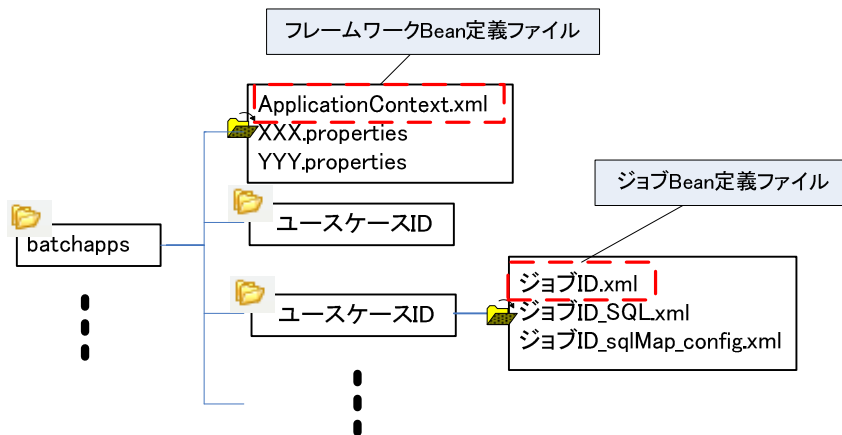 フレームワークBean定義ファイル
ApplicationContext.xml
XXX.properties
YYY.properties
ジョブBean定義ファイル
ユースケースID
batchapps
ジョブID.xml
ユースケースID
ジョブID_SQL.xml
ジョブID_sqlMap_config.xml